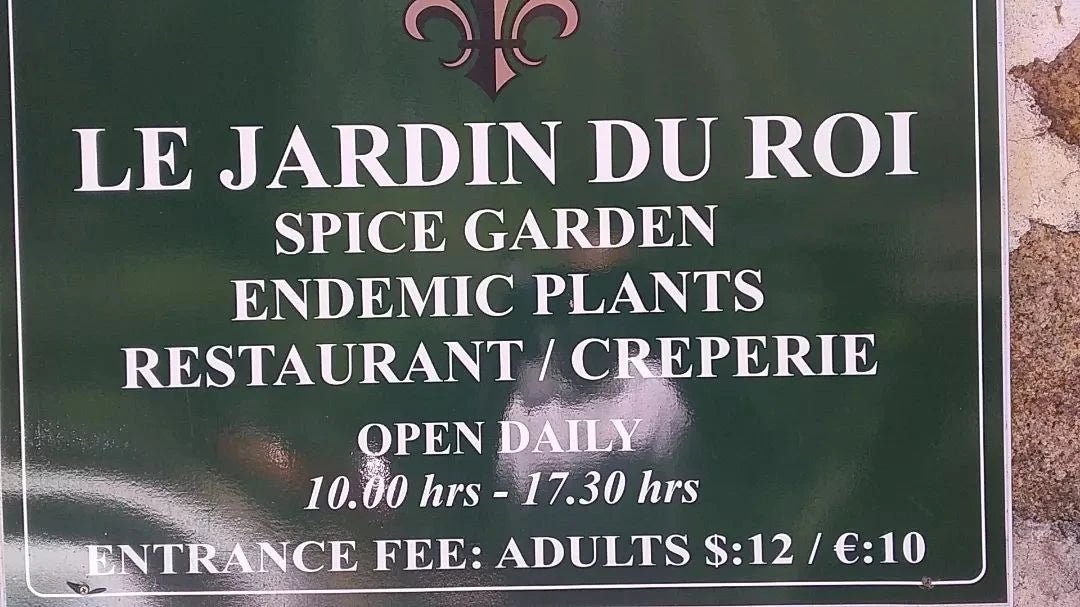 LE JARDIN DU ROI
SPICE GARDEN
ENDEMIC PLANTS
RESTAURANT / CREPERIE
OPEN DAILY
10.00 hrs - 17.30 hrs
ENTRANCE FEE: ADULTS $:12 / €:10